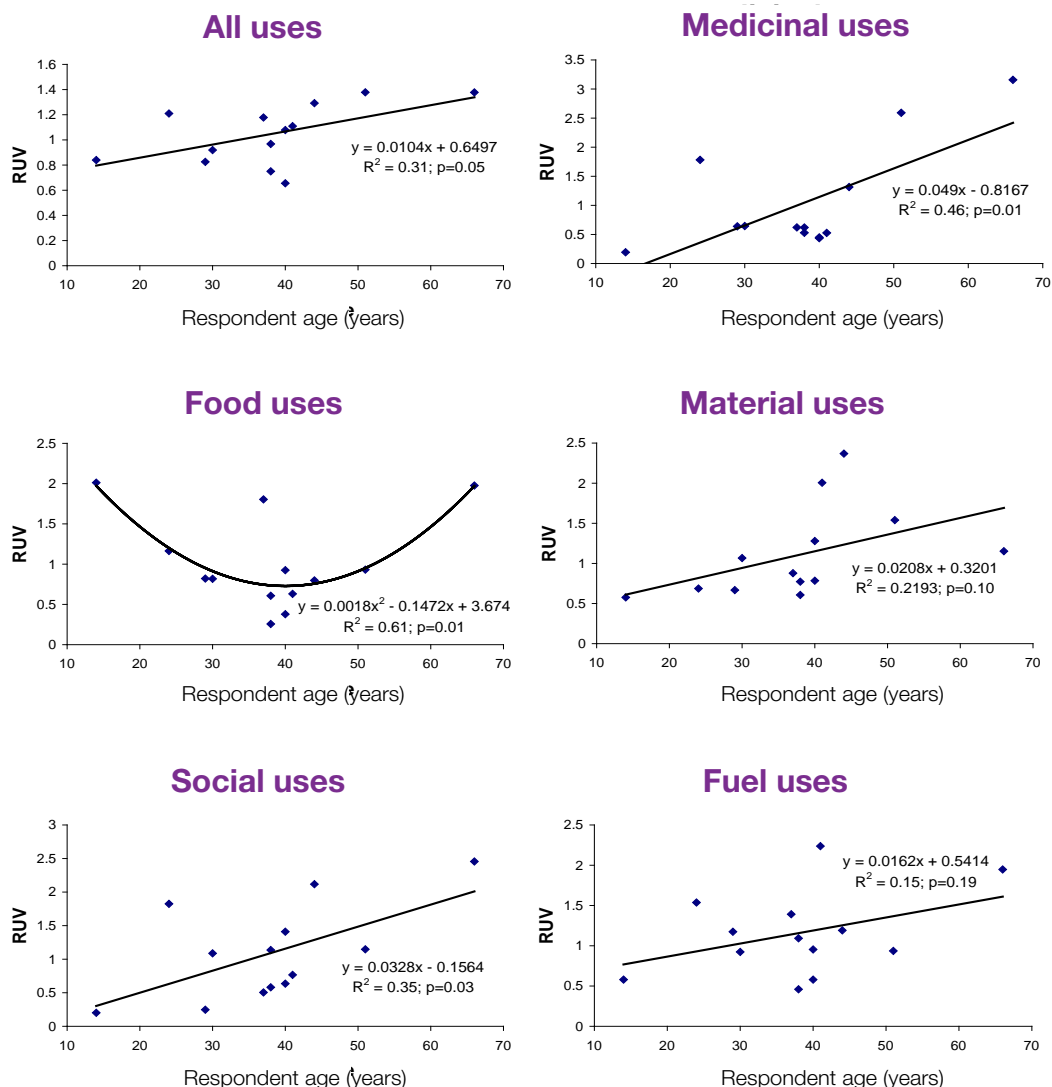 All uses
RUV
1.6
1.4
1.2
1
0.8
0.6
0.4
0.2
0
y = 0.0104x + 0.6497
R² = 0.31; p=0.05
10 20 30 40 50 60 70
Respondent age (years)
Medicinal uses
RUV
3.5
3
2.5
2
1.5
1
0.5
0
y = 0.049x - 0.8167
R² = 0.46; p=0.01
10 20 30 40 50 60 70
Respondent age (years)
Food uses
RUV
2.5
2
1.5
1
0.5
0
y = 0.0018x² - 0.1472x + 3.674
R² = 0.61; p=0.01
10 20 30 40 50 60 70
Respondent age (years)
Material uses
RUV
2.5
2
1.5
1
0.5
0
y = 0.0208x + 0.3201
R² = 0.2193; p=0.10
10 20 30 40 50 60 70
Respondent age (years)
Social uses
RUV
3
2.5
2
1.5
1
0.5
0
y = 0.0328x - 0.1564
R² = 0.35; p=0.03
10 20 30 40 50 60 70
Respondent age (years)
Fuel uses
RUV
2.5
2
1.5
1
0.5
0
y = 0.0162x + 0.5414
R² = 0.15; p=0.19
10 20 30 40 50 60 70
Respondent age (years)